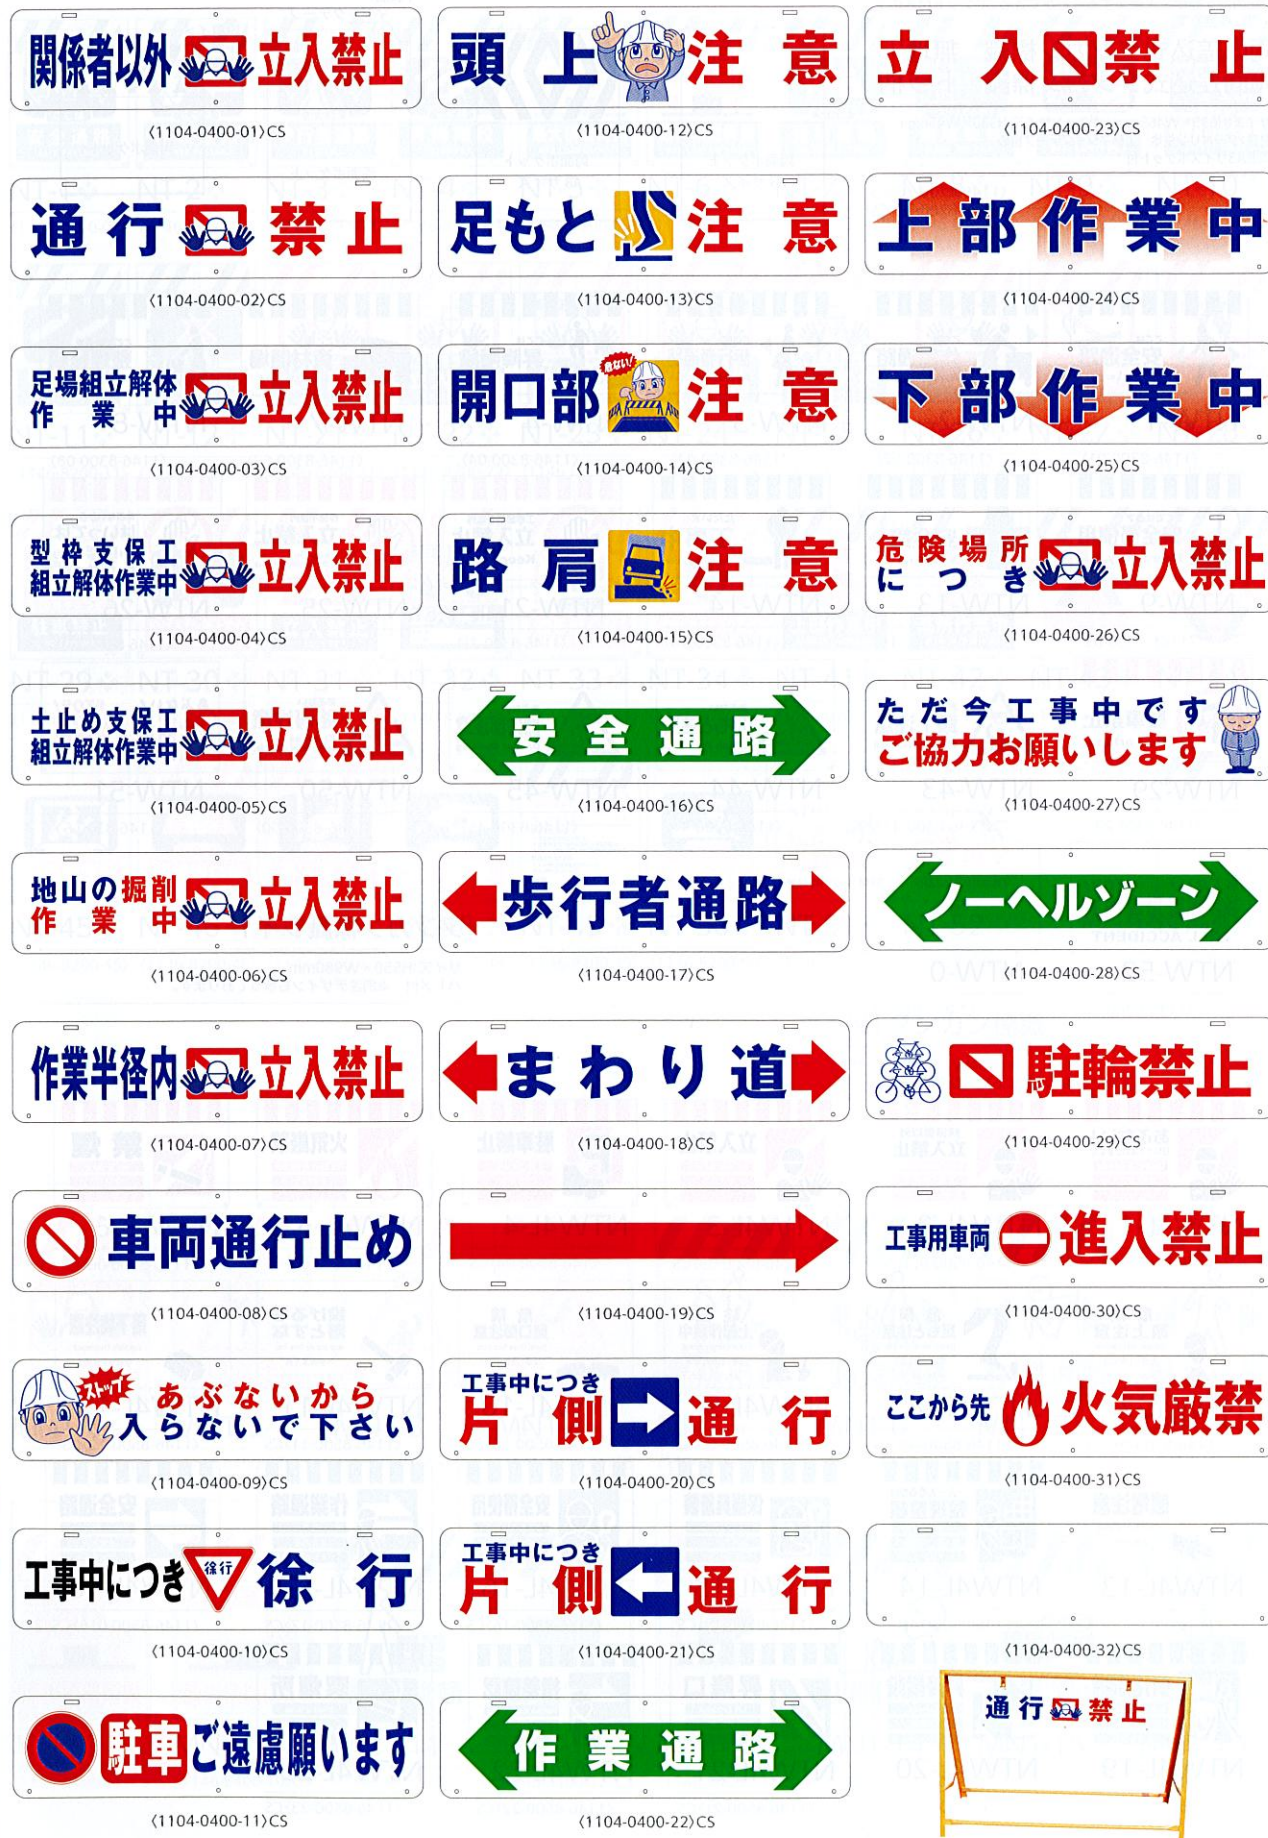 関係者以外 立入禁止
〈1104-0400-01〉CS
通行 禁止
〈1104-0400-02〉CS
足場組立解体
作業中
立入禁止
〈1104-0400-03〉CS
型枠支保工
組立解体作業中
立入禁止
〈1104-0400-04〉CS
土止め支保工
組立解体作業中
立入禁止
〈1104-0400-05〉CS
地山の掘削
作業中
立入禁止
〈1104-0400-06〉CS
作業半径内 立入禁止
〈1104-0400-07〉CS
車両通行止め
〈1104-0400-08〉CS
ストップ
あぶないから
入らないで下さい
〈1104-0400-09〉CS
工事中につき 徐行 徐行
〈1104-0400-10〉CS
駐車ご遠慮願います
〈1104-0400-11〉CS
頭上 注意
〈1104-0400-12〉CS
足もと 注意
〈1104-0400-13〉CS
危ない!
開口部 注意
〈1104-0400-14〉CS
路肩 注意
〈1104-0400-15〉CS
安全通路
〈1104-0400-16〉CS
歩行者通路
〈1104-0400-17〉CS
まわり道
〈1104-0400-18〉CS
〈1104-0400-19〉CS
工事中につき
片側 通行
〈1104-0400-20〉CS
工事中につき
片側 通行
〈1104-0400-21〉CS
作業通路
〈1104-0400-22〉CS
立入 禁止
〈1104-0400-23〉CS
上部作業中
〈1104-0400-24〉CS
下部作業中
〈1104-0400-25〉CS
危険場所
につき
立入禁止
〈1104-0400-26〉CS
ただ今工事中です
ご協力お願いします
〈1104-0400-27〉CS
ノーヘルゾーン
〈1104-0400-28〉CS
駐輪禁止
〈1104-0400-29〉CS
工事用車両 進入禁止
〈1104-0400-30〉CS
ここから先 火気厳禁
〈1104-0400-31〉CS
〈1104-0400-32〉CS
通行 禁止